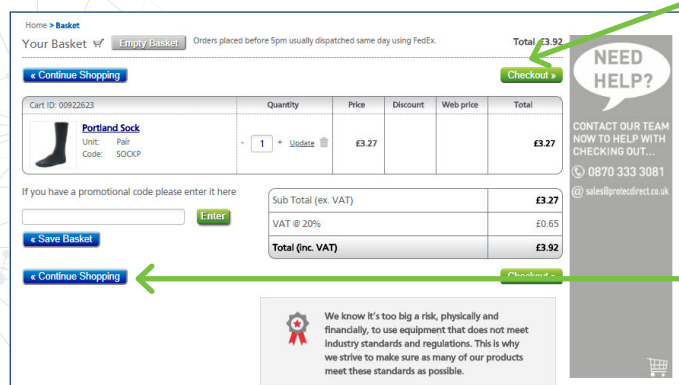 Home > Basket
Your Basket Empty Basket Orders placed before 5pm usually dispatched same day using FedEx. Total £3.92
« Continue Shopping Checkout »
Cart ID: 00922623 Quantity Price Discount Web price Total
Portland Sock
Unit: Pair
Code: SOCKP
- 1 + Update £3.27 £3.27
If you have a promotional code please enter it here
Enter
« Save Basket
Sub Total (ex. VAT) £3.27
VAT @ 20% £0.65
Total (inc. VAT) £3.92
« Continue Shopping Checkout »
We know it's too big a risk, physically and
financially, to use equipment that does not meet
industry standards and regulations. This is why
we strive to make sure as many of our products
meet these standards as possible.
NEED
HELP?
CONTACT OUR TEAM
NOW TO HELP WITH
CHECKING OUT...
0870 333 3081
@ sales@protecdirect.co.uk